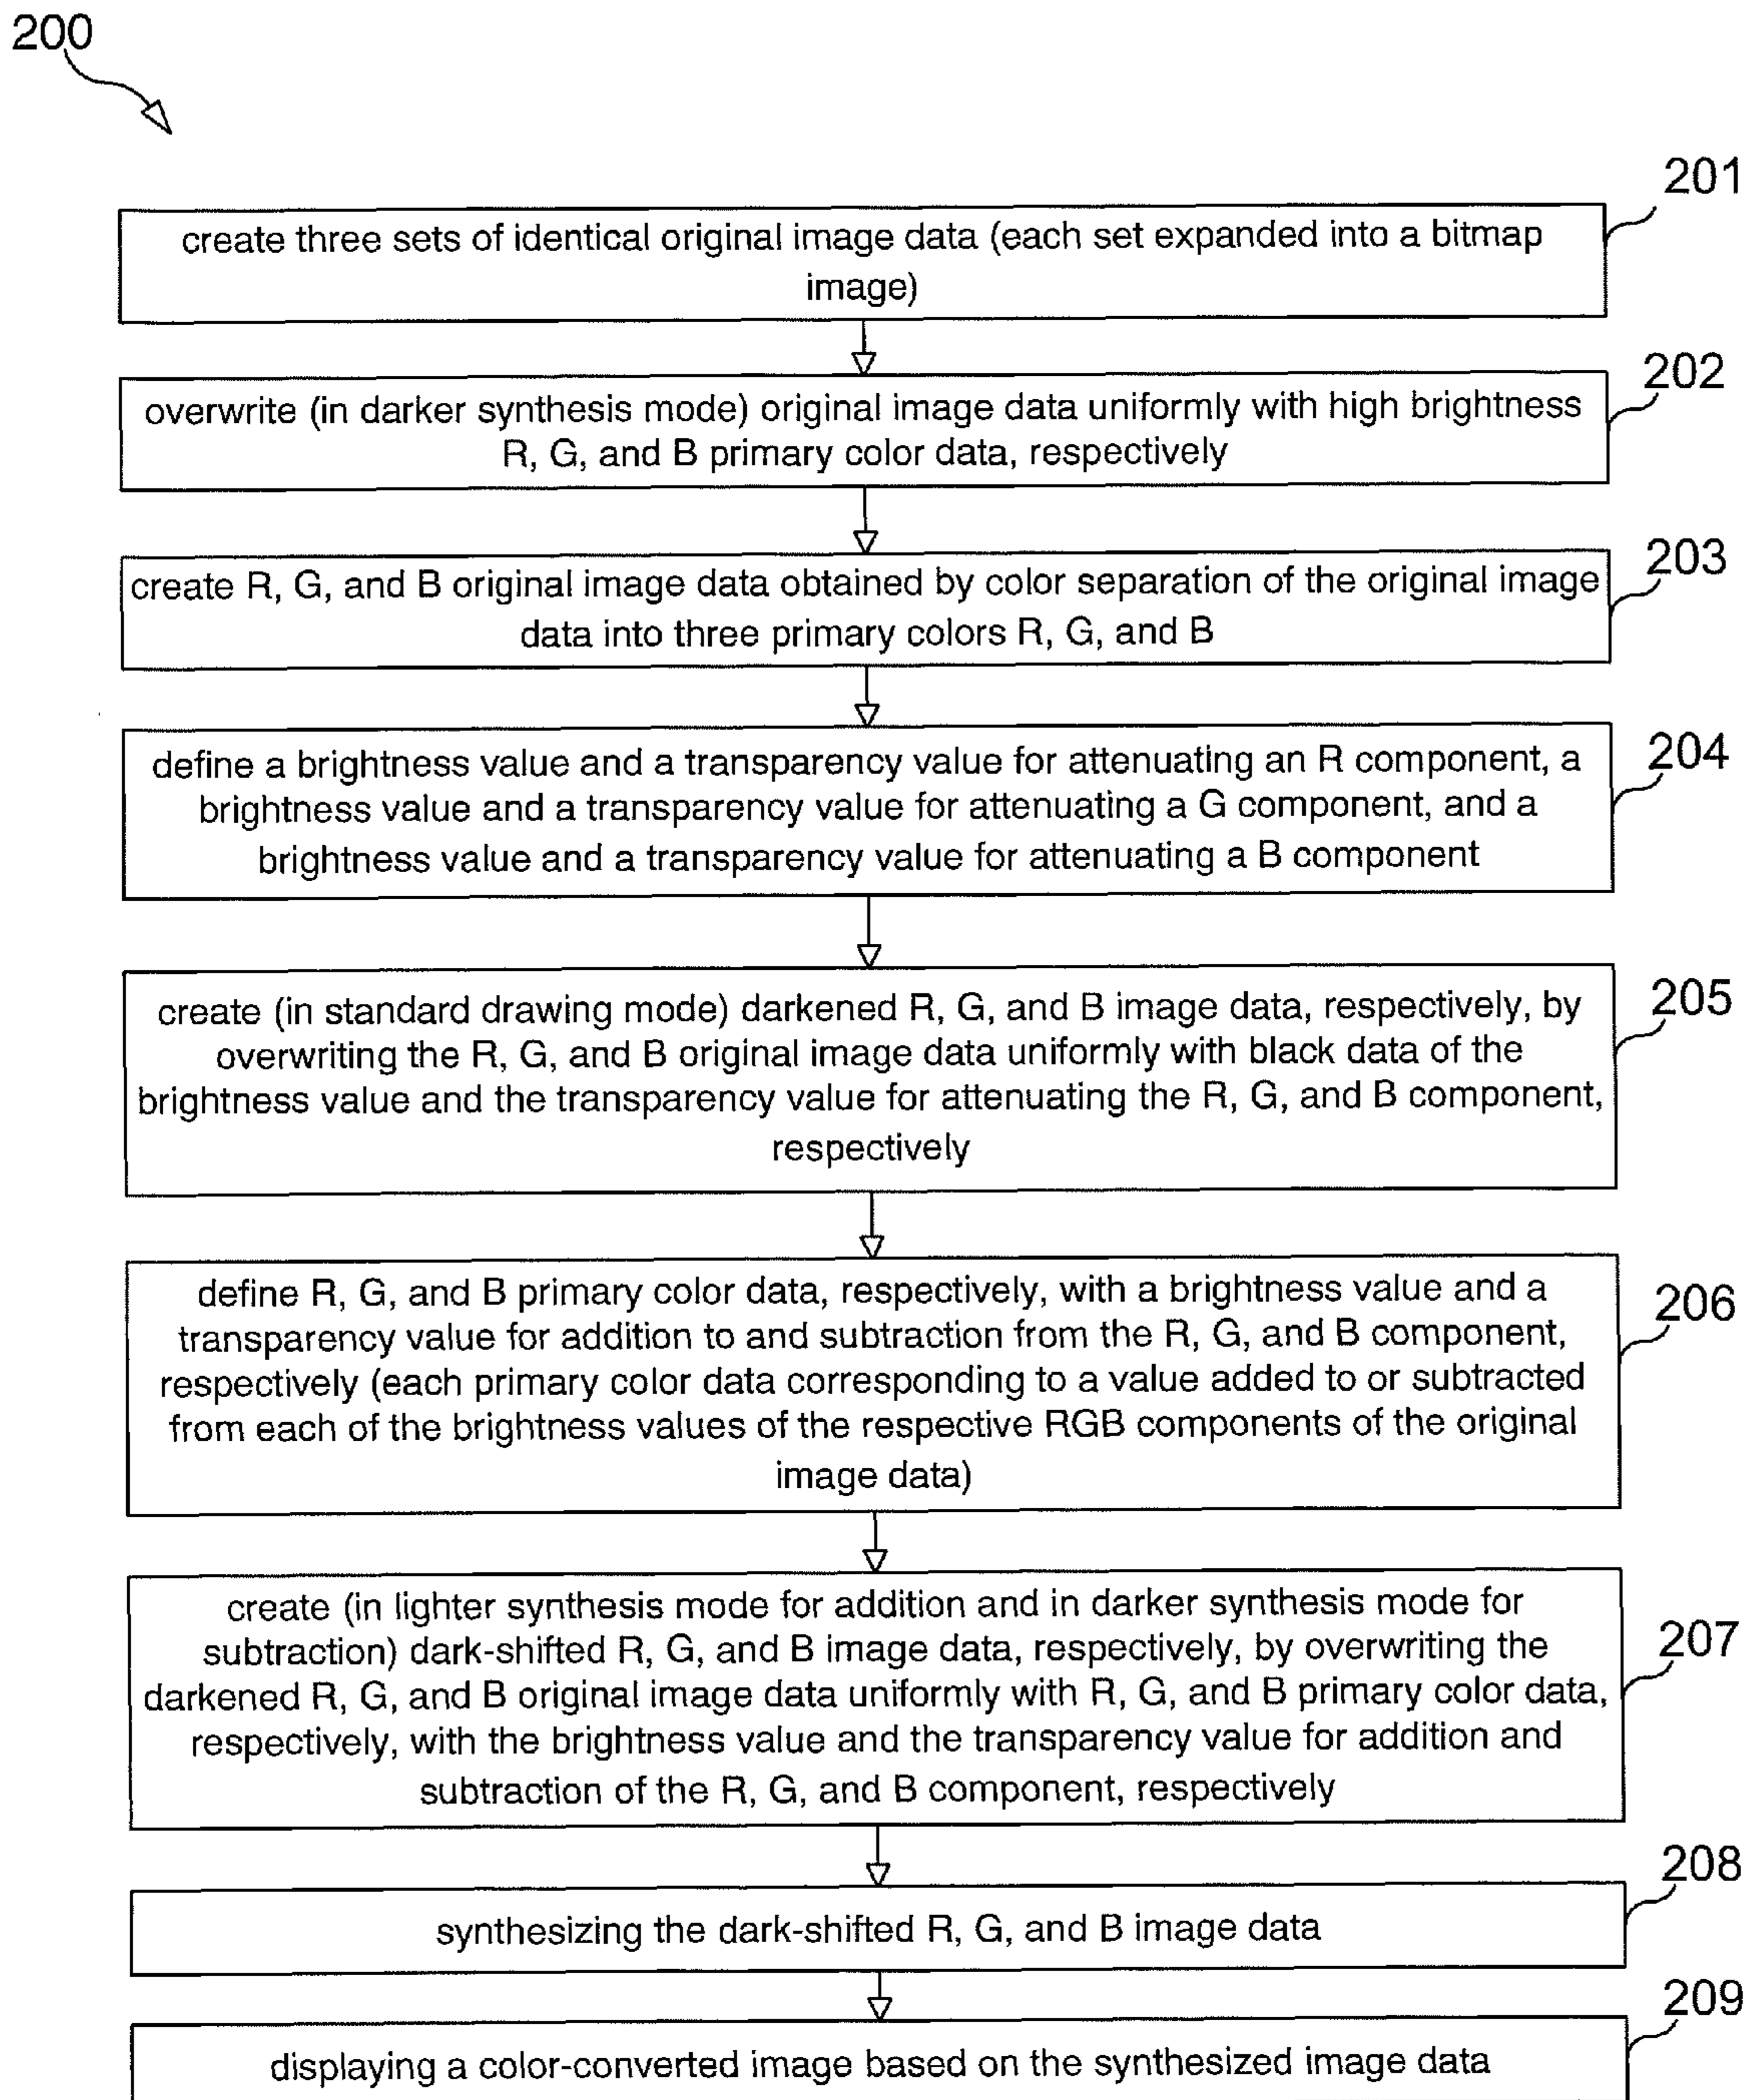 200
201
create three sets of identical original image data (each set expanded into a bitmap
image)
202
overwrite (in darker synthesis mode) original image data uniformly with high brightness
R, G, and B primary color data, respectively
203
create R, G, and B original image data obtained by color separation of the original image
data into three primary colors R, G, and B
204
define a brightness value and a transparency value for attenuating an R component, a
brightness value and a transparency value for attenuating a G component, and a
brightness value and a transparency value for attenuating a B component
205
create (in standard drawing mode) darkened R, G, and B image data, respectively, by
overwriting the R, G, and B original image data uniformly with black data of the
brightness value and the transparency value for attenuating the R, G, and B component,
respectively
206
define R, G, and B primary color data, respectively, with a brightness value and a
transparency value for addition to and subtraction from the R, G, and B component,
respectively (each primary color data corresponding to a value added to or subtracted
from each of the brightness values of the respective RGB components of the original
image data)
207
create (in lighter synthesis mode for addition and in darker synthesis mode for
subtraction) dark-shifted R, G, and B image data, respectively, by overwriting the
darkened R, G, and B original image data uniformly with R, G, and B primary color data,
respectively, with the brightness value and the transparency value for addition and
subtraction of the R, G, and B component, respectively
208
synthesizing the dark-shifted R, G, and B image data
209
displaying a color-converted image based on the synthesized image data